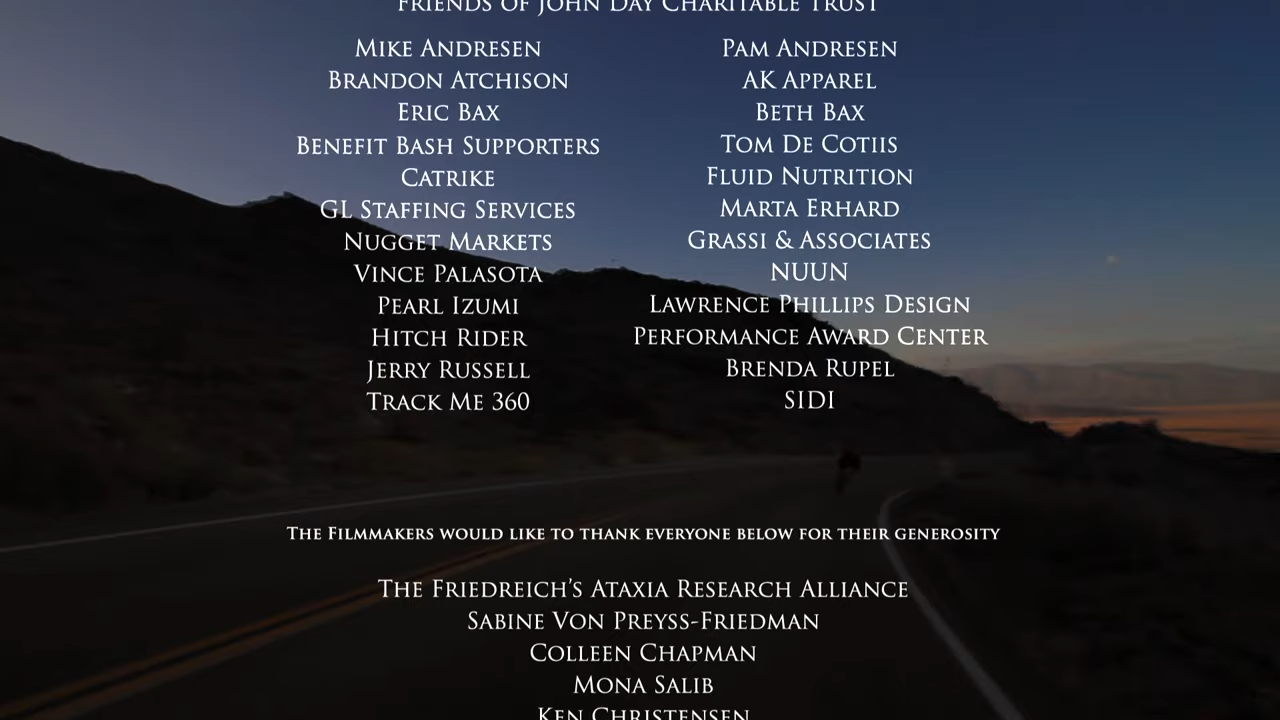 Friends of John Day Charitable Trust
Mike Andresen
Pam Andresen
Brandon Atchison
AK Apparel
Eric Bax
Beth Bax
Benefit Bash Supporters
Tom De Cotiis
Catrike
Fluid Nutrition
GL Staffing Services
Marta Erhard
Nugget Markets
Grassi & Associates
Vince Palasota
NUUN
Pearl Izumi
Lawrence Phillips Design
Hitch Rider
Performance Award Center
Jerry Russell
Brenda Rupel
Track Me 360
SIDI
The Filmmakers would like to thank everyone below for their generosity
The Friedreich's Ataxia Research Alliance
Sabine Von Preyss-Friedman
Colleen Chapman
Mona Salib
Ken Christensen